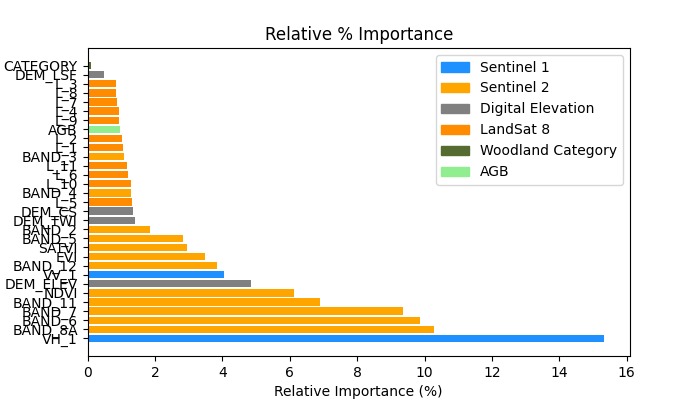 Relative % Importance
CATEGORY
DEM_LSF
L_3
L_8
L_7
L_4
L_9
AGB
L_2
L_1
BAND_3
L_11
L_6
L_10
BAND_4
L_5
DEM_CS
DEM_TWI
BAND_2
BAND_5
SATVI
EVI
BAND_12
VV_1
DEM_ELEV
NDVI
BAND_11
BAND_7
BAND_6
BAND_8A
VH_1
Sentinel 1
Sentinel 2
Digital Elevation
LandSat 8
Woodland Category
AGB
0 2 4 6 8 10 12 14 16
Relative Importance (%)